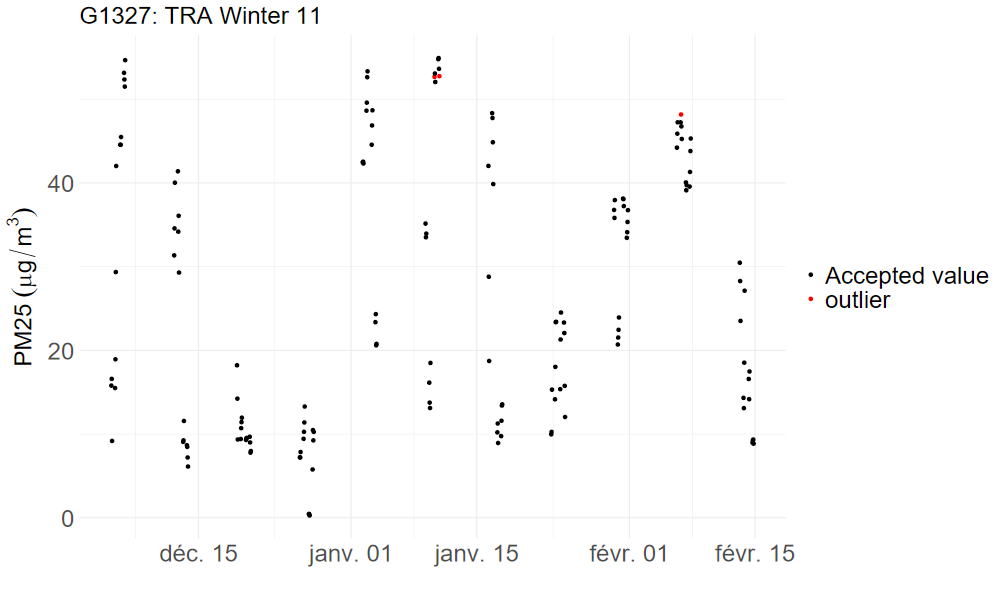 G1327: TRA Winter 11
PM25 (μg/m³)
40
20
0
déc. 15
janv. 01
janv. 15
févr. 01
févr. 15
Accepted value
outlier